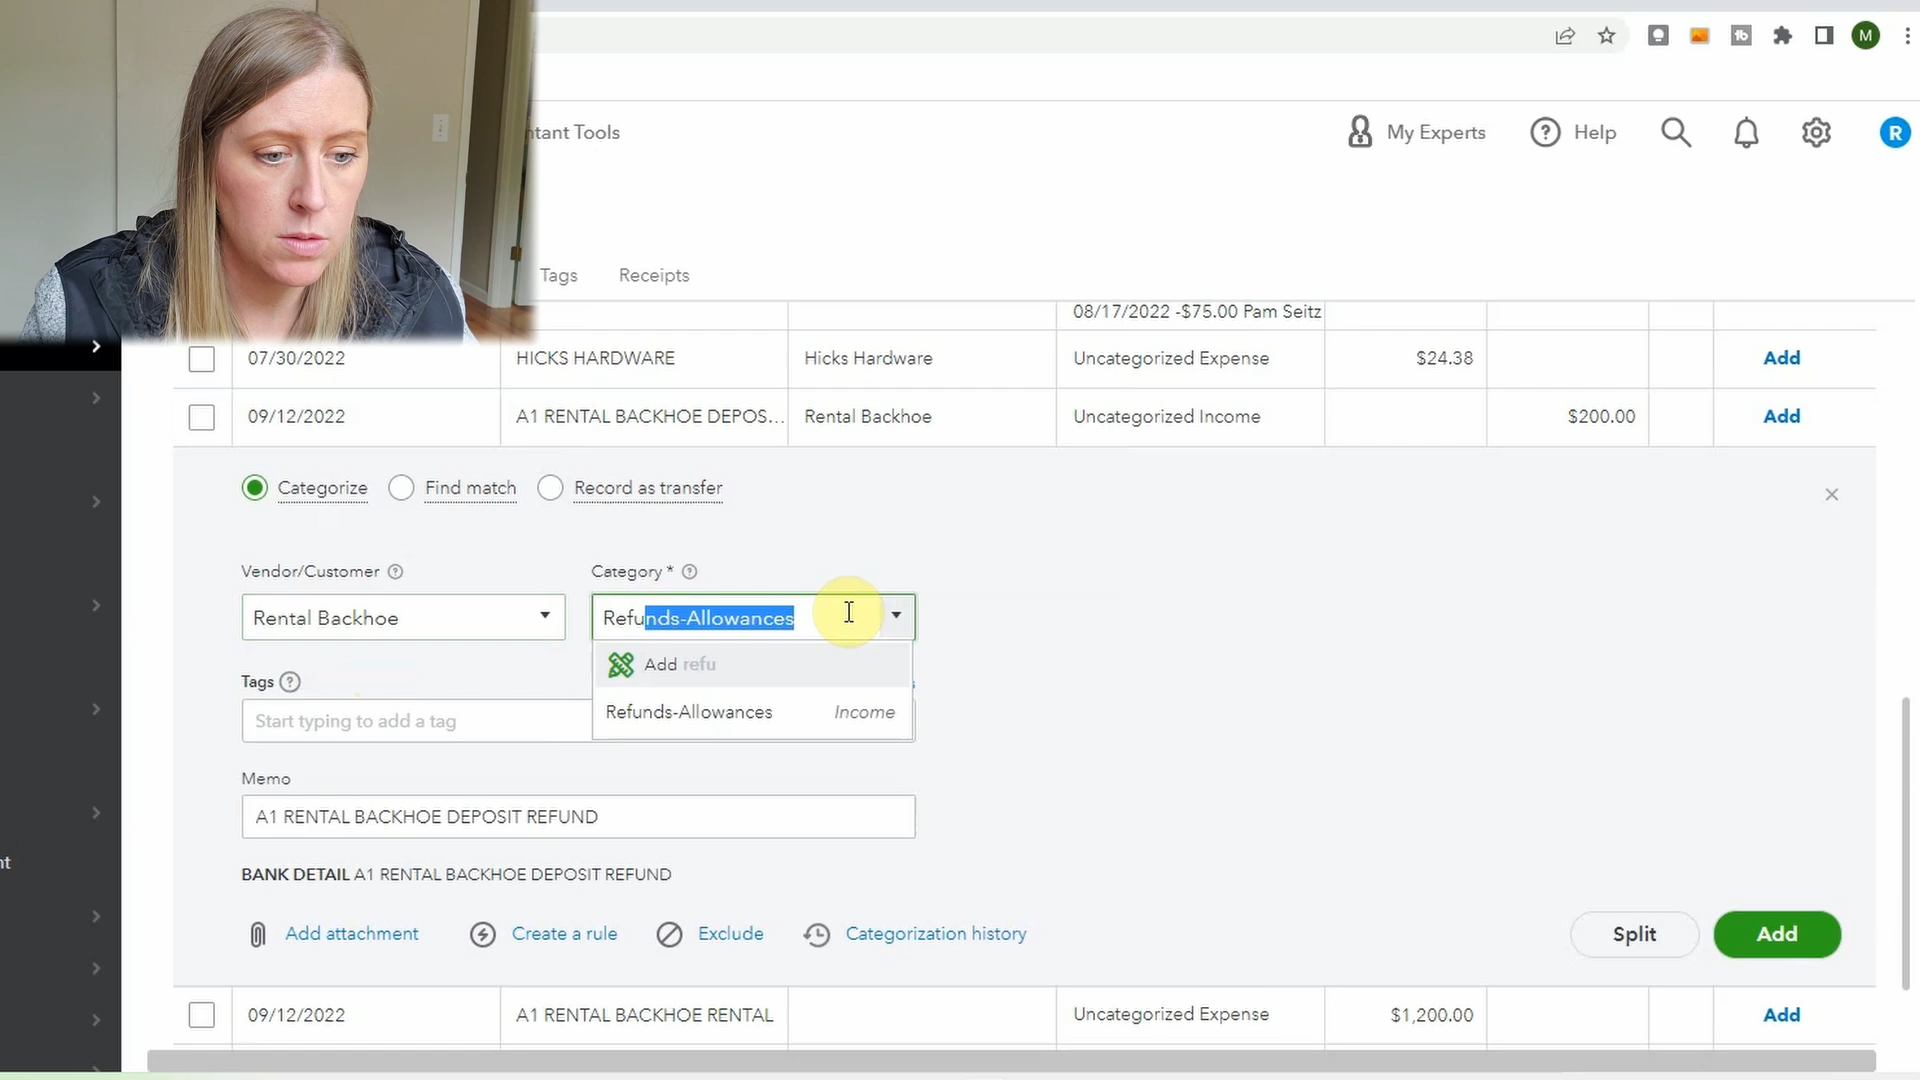 M
ntant Tools
My Experts
Help
R
Tags
Receipts
08/17/2022 -$75.00 Pam Seitz
07/30/2022 HICKS HARDWARE Hicks Hardware Uncategorized Expense $24.38 Add
09/12/2022 A1 RENTAL BACKHOE DEPOS... Rental Backhoe Uncategorized Income $200.00 Add
Categorize Find match Record as transfer
Vendor/Customer Category *
Rental Backhoe Refunds-Allowances
Add refu
Tags
Refunds-Allowances Income
Start typing to add a tag
Memo
A1 RENTAL BACKHOE DEPOSIT REFUND
nt
BANK DETAIL A1 RENTAL BACKHOE DEPOSIT REFUND
Add attachment Create a rule Exclude Categorization history Split Add
09/12/2022 A1 RENTAL BACKHOE RENTAL Uncategorized Expense $1,200.00 Add